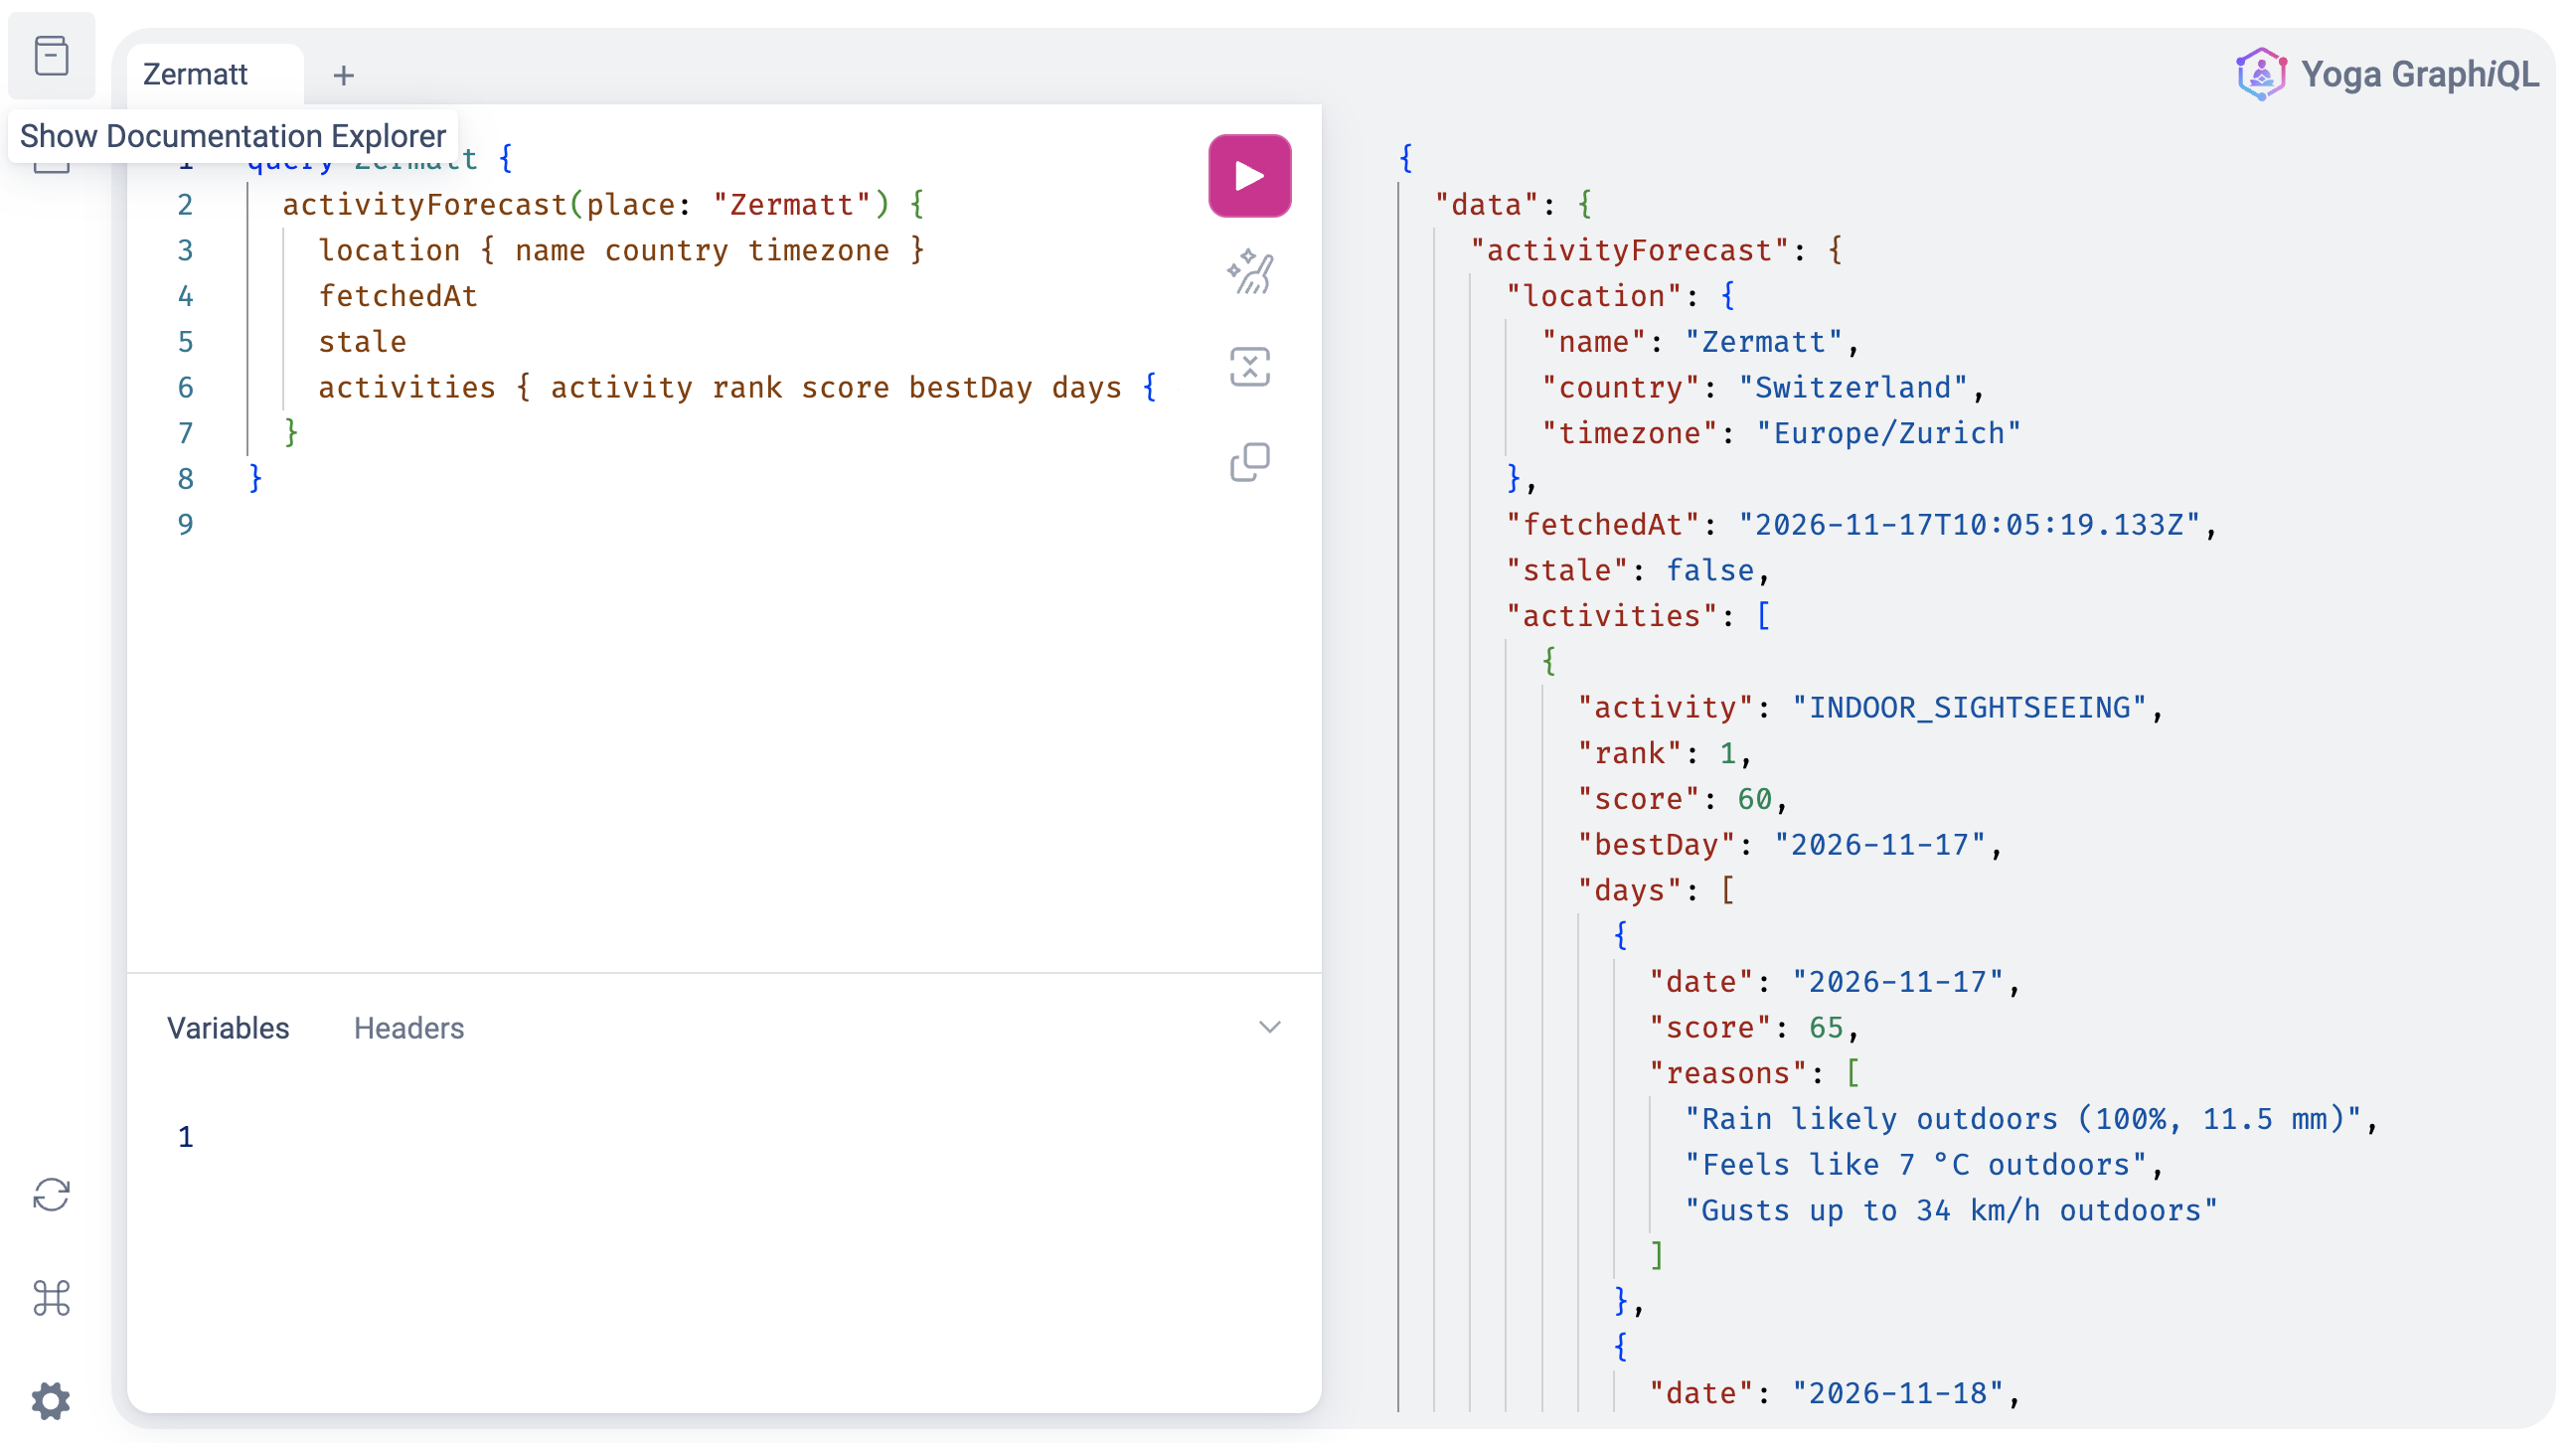 Zermatt
Yoga GraphiQL
Show Documentation Explorer
1 query Zermatt {
2 activityForecast(place: "Zermatt") {
3 location { name country timezone }
4 fetchedAt
5 stale
6 activities { activity rank score bestDay days {
7 }
8 }
9
Variables Headers
1
{
"data": {
"activityForecast": {
"location": {
"name": "Zermatt",
"country": "Switzerland",
"timezone": "Europe/Zurich"
},
"fetchedAt": "2026-11-17T10:05:19.133Z",
"stale": false,
"activities": [
{
"activity": "INDOOR_SIGHTSEEING",
"rank": 1,
"score": 60,
"bestDay": "2026-11-17",
"days": [
{
"date": "2026-11-17",
"score": 65,
"reasons": [
"Rain likely outdoors (100%, 11.5 mm)",
"Feels like 7 °C outdoors",
"Gusts up to 34 km/h outdoors"
]
},
{
"date": "2026-11-18",